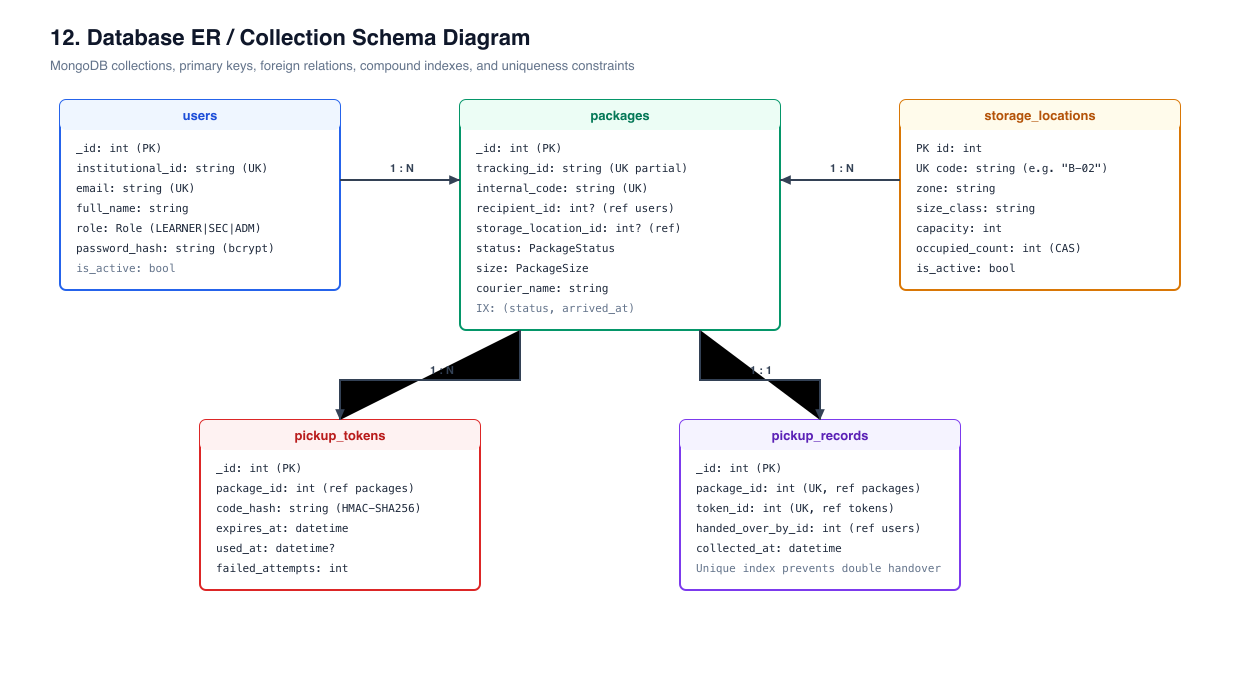 12. Database ER / Collection Schema Diagram
MongoDB collections, primary keys, foreign relations, compound indexes, and uniqueness constraints
users
_id: int (PK)
institutional_id: string (UK)
email: string (UK)
full_name: string
role: Role (LEARNER|SEC|ADM)
password_hash: string (bcrypt)
is_active: bool
1 : N
packages
_id: int (PK)
tracking_id: string (UK partial)
internal_code: string (UK)
recipient_id: int? (ref users)
storage_location_id: int? (ref)
status: PackageStatus
size: PackageSize
courier_name: string
IX: (status, arrived_at)
1 : N
storage_locations
PK id: int
UK code: string (e.g. "B−02")
zone: string
size_class: string
capacity: int
occupied_count: int (CAS)
is_active: bool
1 : N
1 : 1
pickup_tokens
_id: int (PK)
package_id: int (ref packages)
code_hash: string (HMAC−SHA256)
expires_at: datetime
used_at: datetime?
failed_attempts: int
pickup_records
_id: int (PK)
package_id: int (UK, ref packages)
token_id: int (UK, ref tokens)
handed_over_by_id: int (ref users)
collected_at: datetime
Unique index prevents double handover